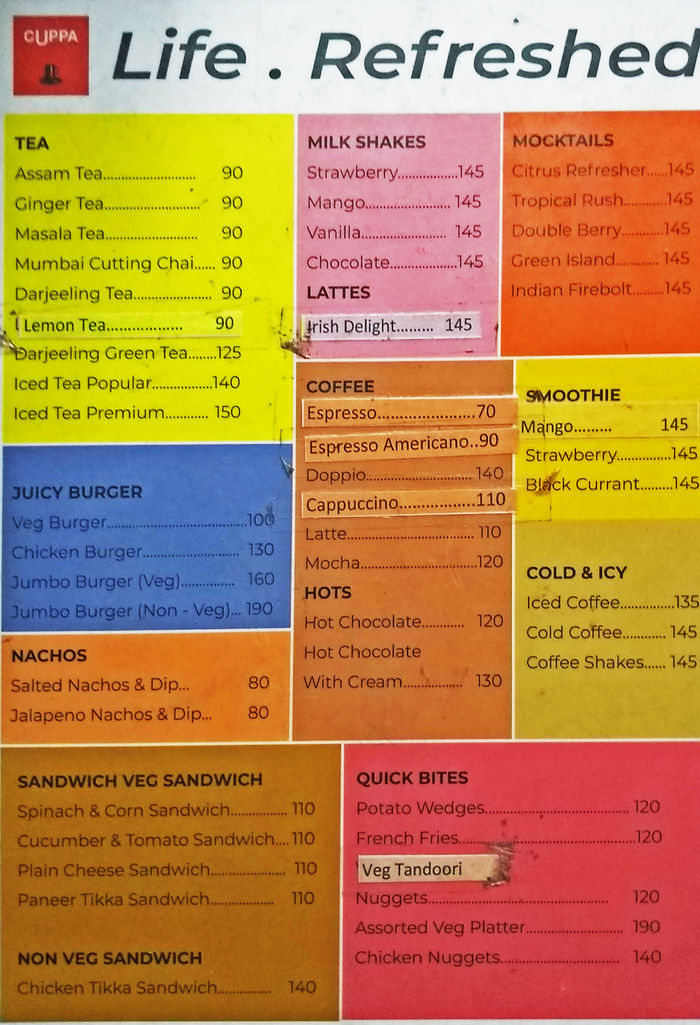 CUPPA
Life . Refreshed
TEA
Assam Tea............................ 90
Ginger Tea............................ 90
Masala Tea........................... 90
Mumbai Cutting Chai...... 90
Darjeeling Tea...................... 90
Lemon Tea.................. 90
Darjeeling Green Tea.......125
Iced Tea Popular................140
Iced Tea Premium............ 150
MILK SHAKES
Strawberry..................145
Mango.......................... 145
Vanilla.......................... 145
Chocolate....................145
LATTES
Irish Delight......... 145
MOCKTAILS
Citrus Refresher......145
Tropical Rush.............145
Double Berry.............145
Green Island............ 145
Indian Firebolt..........145
JUICY BURGER
Veg Burger..........................................100
Chicken Burger............................. 130
Jumbo Burger (Veg)................ 160
Jumbo Burger (Non - Veg)... 190
COFFEE
Espresso........................70
Espresso Americano..90
Doppio................................. 140
Cappuccino..................110
Latte........................................... 110
Mocha.......................................120
HOTS
Hot Chocolate............. 120
Hot Chocolate
With Cream.................. 130
SMOOTHIE
Mango......... 145
Strawberry................145
Black Currant.........145
COLD & ICY
Iced Coffee................135
Cold Coffee............ 145
Coffee Shakes...... 145
NACHOS
Salted Nachos & Dip... 80
Jalapeno Nachos & Dip... 80
SANDWICH VEG SANDWICH
Spinach & Corn Sandwich................. 110
Cucumber & Tomato Sandwich....110
Plain Cheese Sandwich...................... 110
Paneer Tikka Sandwich................... 110
NON VEG SANDWICH
Chicken Tikka Sandwich................ 140
QUICK BITES
Potato Wedges........................................... 120
French Fries.....................................................120
Veg Tandoori
Nuggets...................................................... 120
Assorted Veg Platter................................ 190
Chicken Nuggets.................................... 140